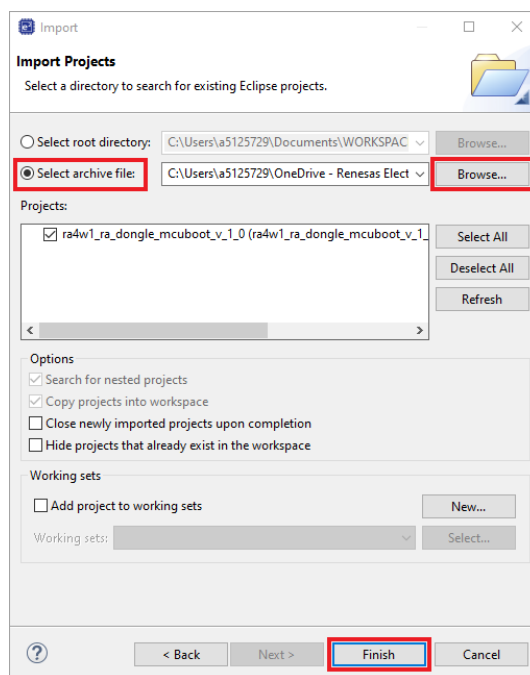 Import
Import Projects
Select a directory to search for existing Eclipse projects.
Select root directory: C:\Users\a5125729\Documents\WORKSPAC Browse...
Select archive file: C:\Users\a5125729\OneDrive - Renesas Elect Browse...
Projects:
ra4w1_ra_dongle_mcuboot_v_1_0 (ra4w1_ra_dongle_mcuboot_v_1_ Select All
Deselect All
Refresh
Options
Search for nested projects
Copy projects into workspace
Close newly imported projects upon completion
Hide projects that already exist in the workspace
Working sets
Add project to working sets New...
Working sets: Select...
? < Back Next > Finish Cancel